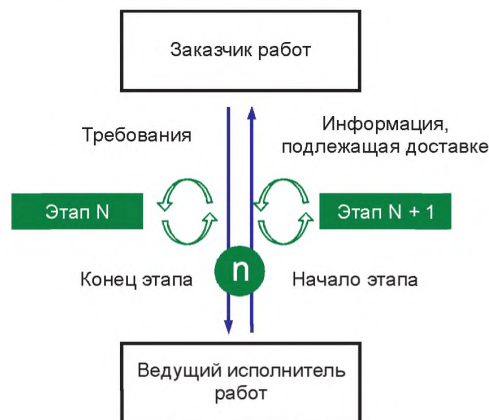 Заказчик работ
Требования
Информация,
подлежащая доставке
Этап N
Этап N + 1
n
Конец этапа
Начало этапа
Ведущий исполнитель
работ